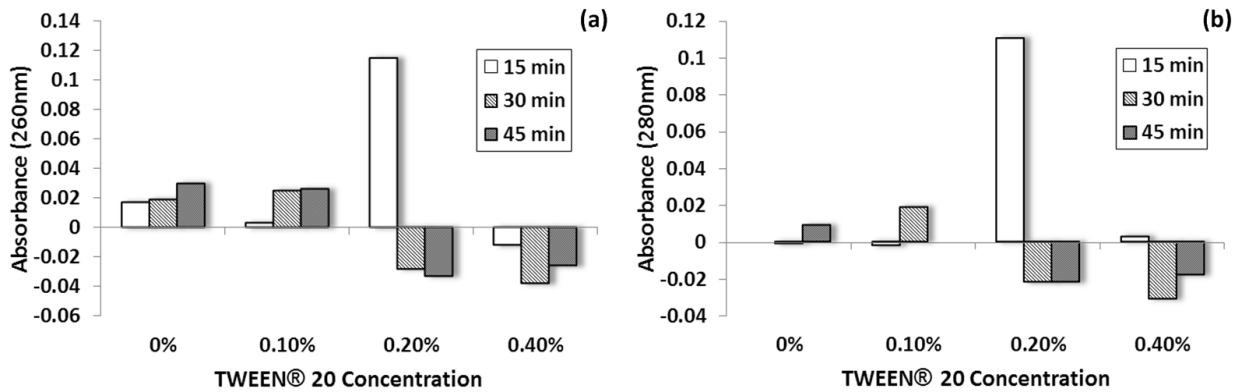 (a)
0.14
0.12
0.1
0.08
0.06
0.04
0.02
0
-0.02
-0.04
-0.06
Absorbance (260nm)
15 min
30 min
45 min
0%
0.10%
0.20%
0.40%
TWEEN® 20 Concentration
(b)
0.12
0.1
0.08
0.06
0.04
0.02
0
-0.02
-0.04
Absorbance (280nm)
15 min
30 min
45 min
0%
0.10%
0.20%
0.40%
TWEEN® 20 Concentration